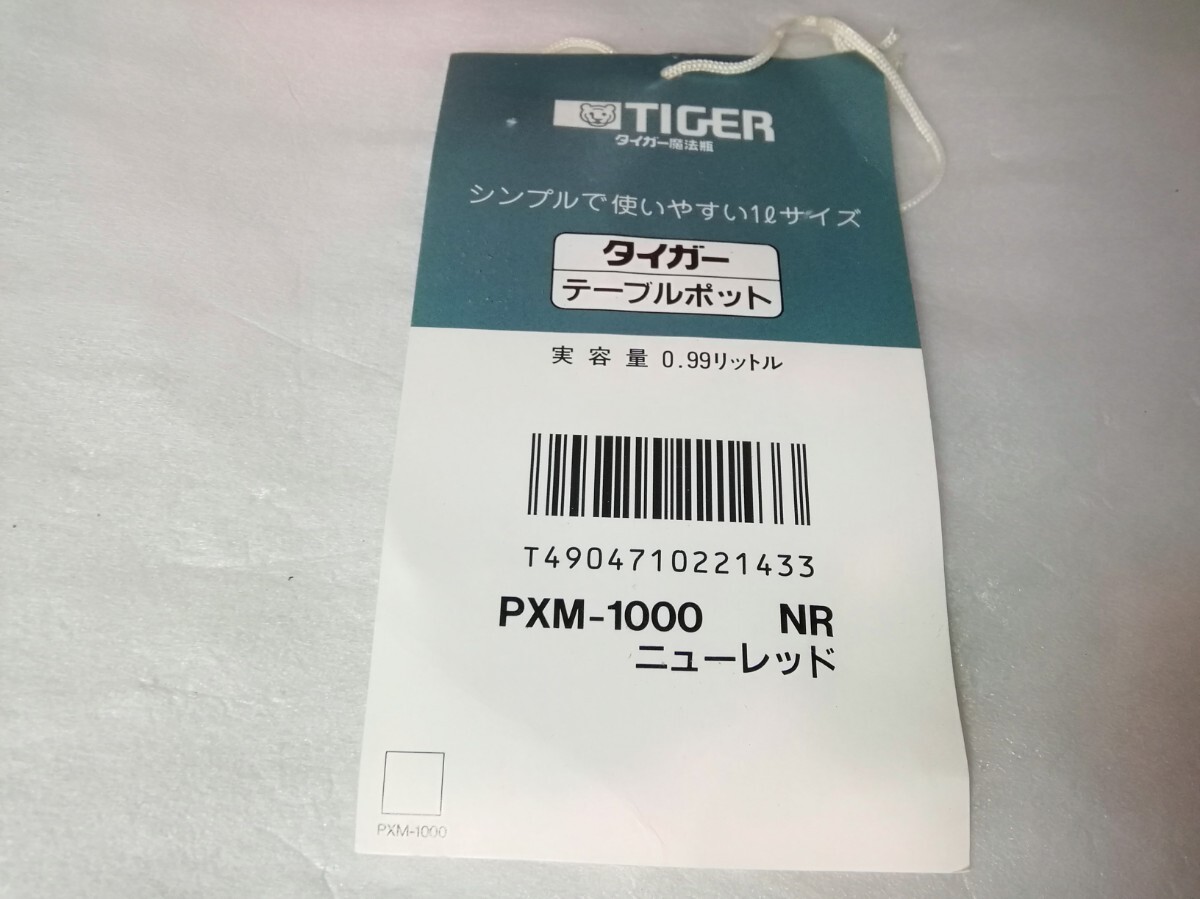 TIGER
タイガー魔法瓶
シンプルで使いやすい1ℓサイズ
タイガー
テーブルポット
実容量 0.99リットル
T4904710221433
PXM-1000 NR
ニューレッド
PXM-1000